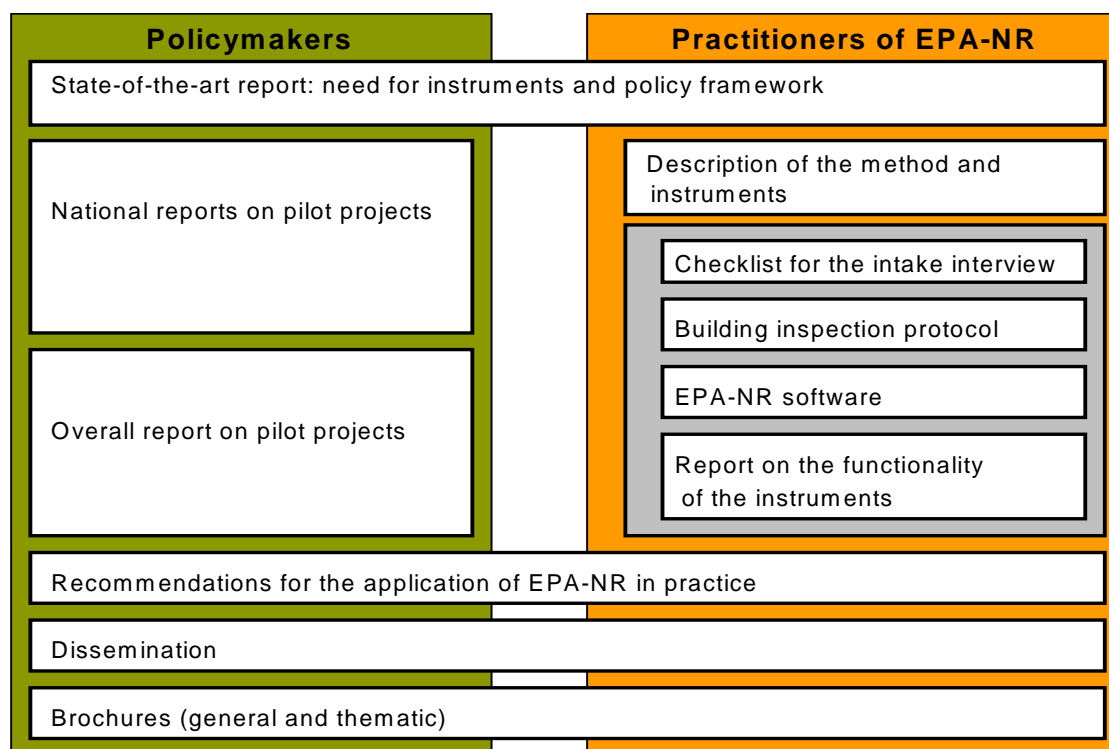 Policymakers
Practitioners of EPA-NR
State-of-the-art report: need for instruments and policy framework
National reports on pilot projects
Overall report on pilot projects
Description of the method and
instruments
Checklist for the intake interview
Building inspection protocol
EPA-NR software
Report on the functionality
of the instruments
Recommendations for the application of EPA-NR in practice
Dissemination
Brochures (general and thematic)